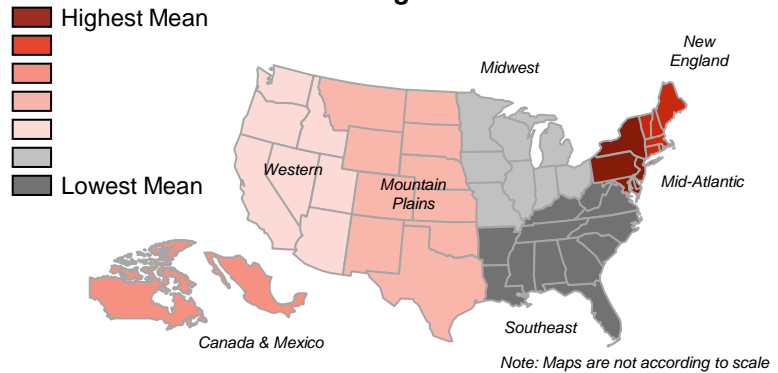 Highest Mean
Lowest Mean
New
England
Midwest
Western
Mountain
Plains
Mid-Atlantic
Southeast
Canada & Mexico
Note: Maps are not according to scale